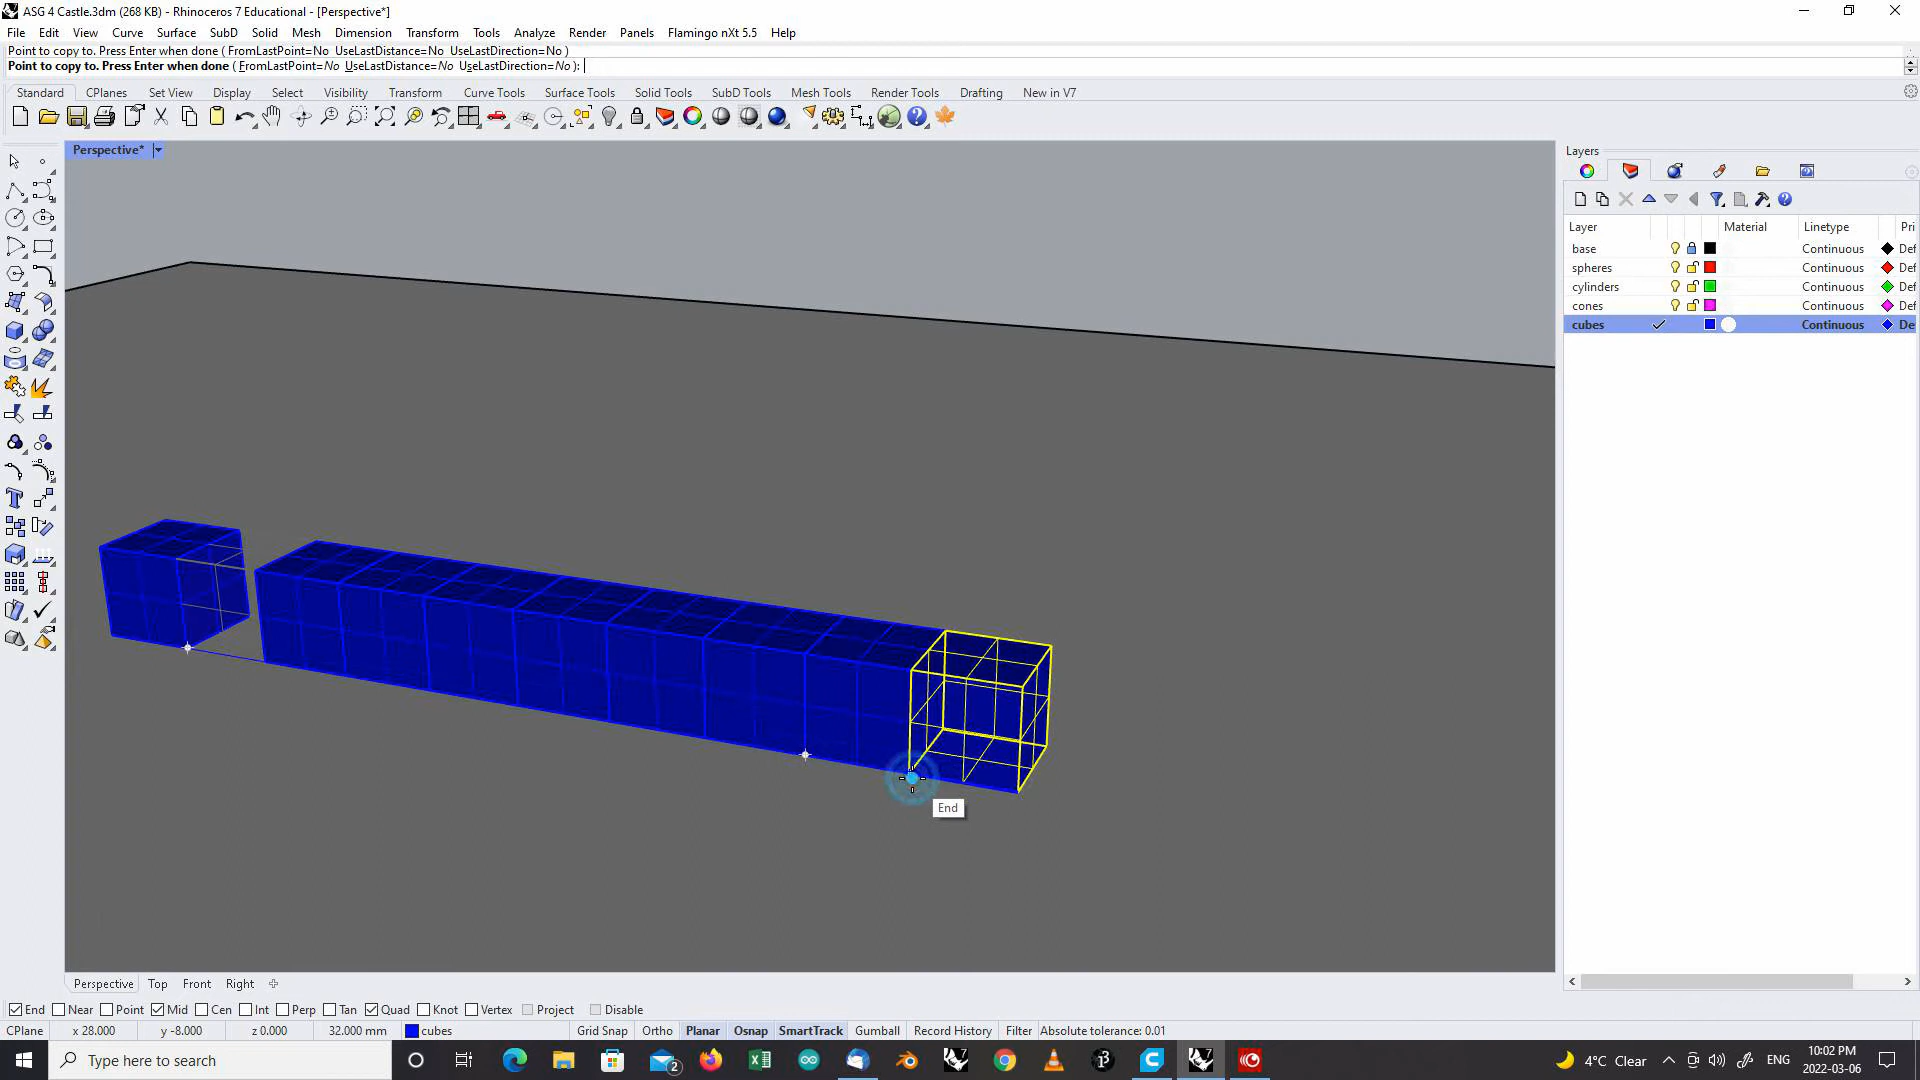 ASG 4 Castle.3dm (268 KB) - Rhinoceros 7 Educational - [Perspective*]
File Edit View Curve Surface SubD Solid Mesh Dimension Transform Tools Analyze Render Panels Flamingo nXt 5.5 Help
Point to copy to. Press Enter when done ( FromLastPoint=No UseLastDistance=No UseLastDirection=No )
Point to copy to. Press Enter when done ( FromLastPoint=No UseLastDistance=No UseLastDirection=No ):
Standard CPlanes Set View Display Select Visibility Transform Curve Tools Surface Tools Solid Tools SubD Tools Mesh Tools Render Tools Drafting New in V7
Perspective*
Layers
Layer Material Linetype Pri
base Continuous Def
spheres Continuous Def
cylinders Continuous Def
cones Continuous Def
cubes Continuous De
End
Perspective Top Front Right
End Near Point Mid Cen Int Perp Tan Quad Knot Vertex Project Disable
CPlane x 28.000 y -8.000 z 0.000 32.000 mm cubes Grid Snap Ortho Planar Osnap SmartTrack Gumball Record History Filter Absolute tolerance: 0.01
Type here to search
2
4°C Clear
ENG
10:02 PM
2022-03-06